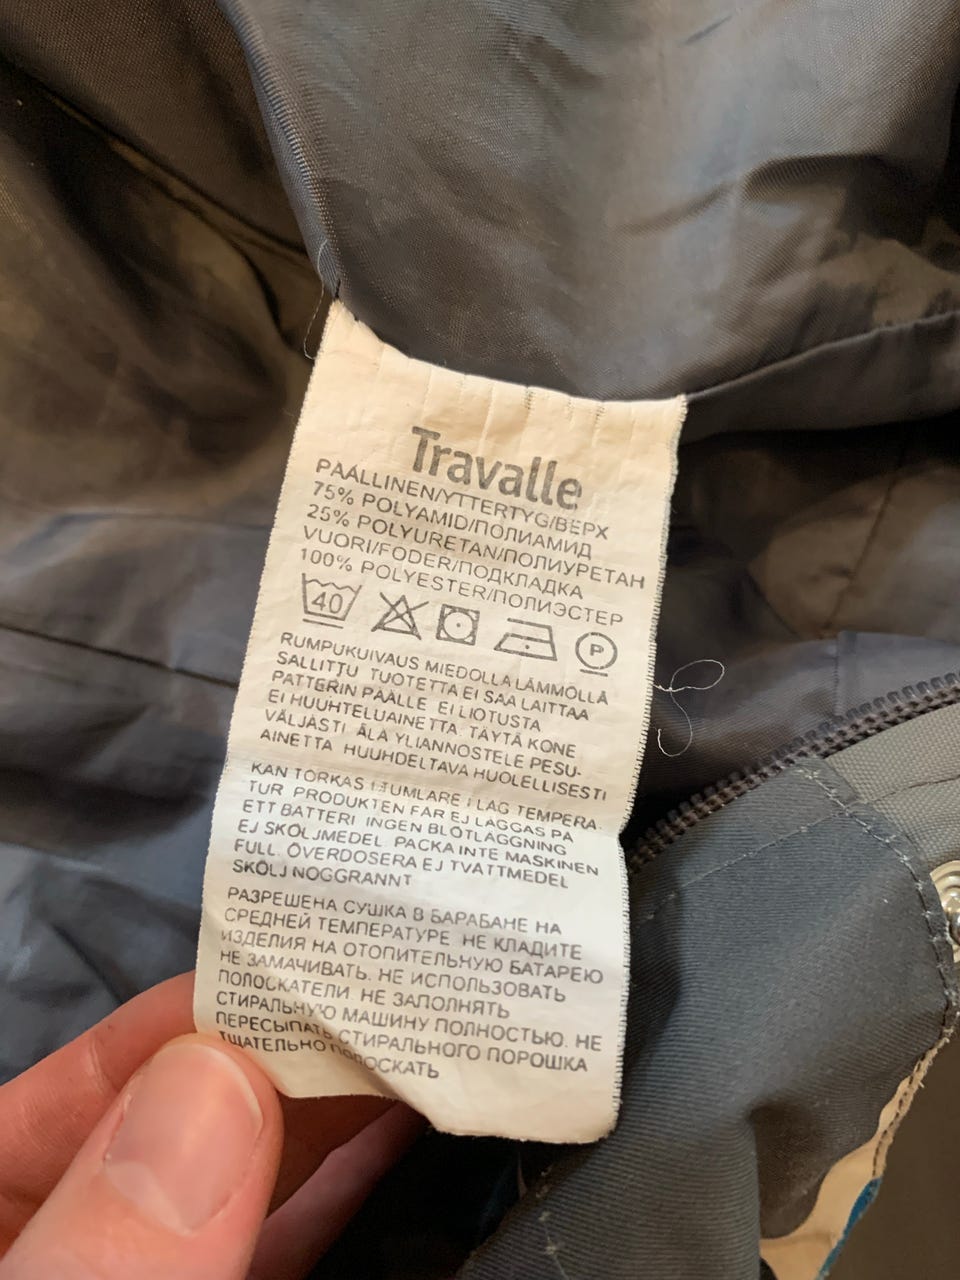 Travalle
PÄÄLLINEN/YTTERTYG/ВЕРХ
75% POLYAMID/ПОЛИАМИД
25% POLYURETAN/ПОЛИУРЕТАН
VUORI/FODER/ПОДКЛАДКА
100% POLYESTER/ПОЛИЭСТЕР
40 P
RUMPUKUIVAUS MIEDOLLA LÄMMÖLLÄ
SALLITTU TUOTETTA EI SAA LAITTAA
PATTERIN PÄÄLLE EI LIOTUSTA
EI HUUHTELUAINETTA. TÄYTÄ KONE
VÄLJÄSTI. ÄLÄ YLIANNOSTELE PESU-
AINETTA HUUHDELTAVA HUOLELLISESTI
KAN TORKAS I TUMLARE I LÅG TEMPERA-
TUR PRODUKTEN FÅR EJ LÄGGAS PÅ
ETT BATTERI INGEN BLÖTLÄGGNING
EJ SKÖLJMEDEL. PACKA INTE MASKINEN
FULL. ÖVERDOSERA EJ TVÄTTMEDEL
SKÖLJ NOGGRANNT
РАЗРЕШЕНА СУШКА В БАРАБАНЕ НА
СРЕДНЕЙ ТЕМПЕРАТУРЕ. НЕ КЛАДИТЕ
ИЗДЕЛИЯ НА ОТОПИТЕЛЬНУЮ БАТАРЕЮ
НЕ ЗАМАЧИВАТЬ. НЕ ИСПОЛЬЗОВАТЬ
ПОЛОСКАТЕЛИ. НЕ ЗАПОЛНЯТЬ
СТИРАЛЬНУЮ МАШИНУ ПОЛНОСТЬЮ. НЕ
ПЕРЕСЫПАТЬ СТИРАЛЬНОГО ПОРОШКА
ТЩАТЕЛЬНО ПОЛОСКАТЬ